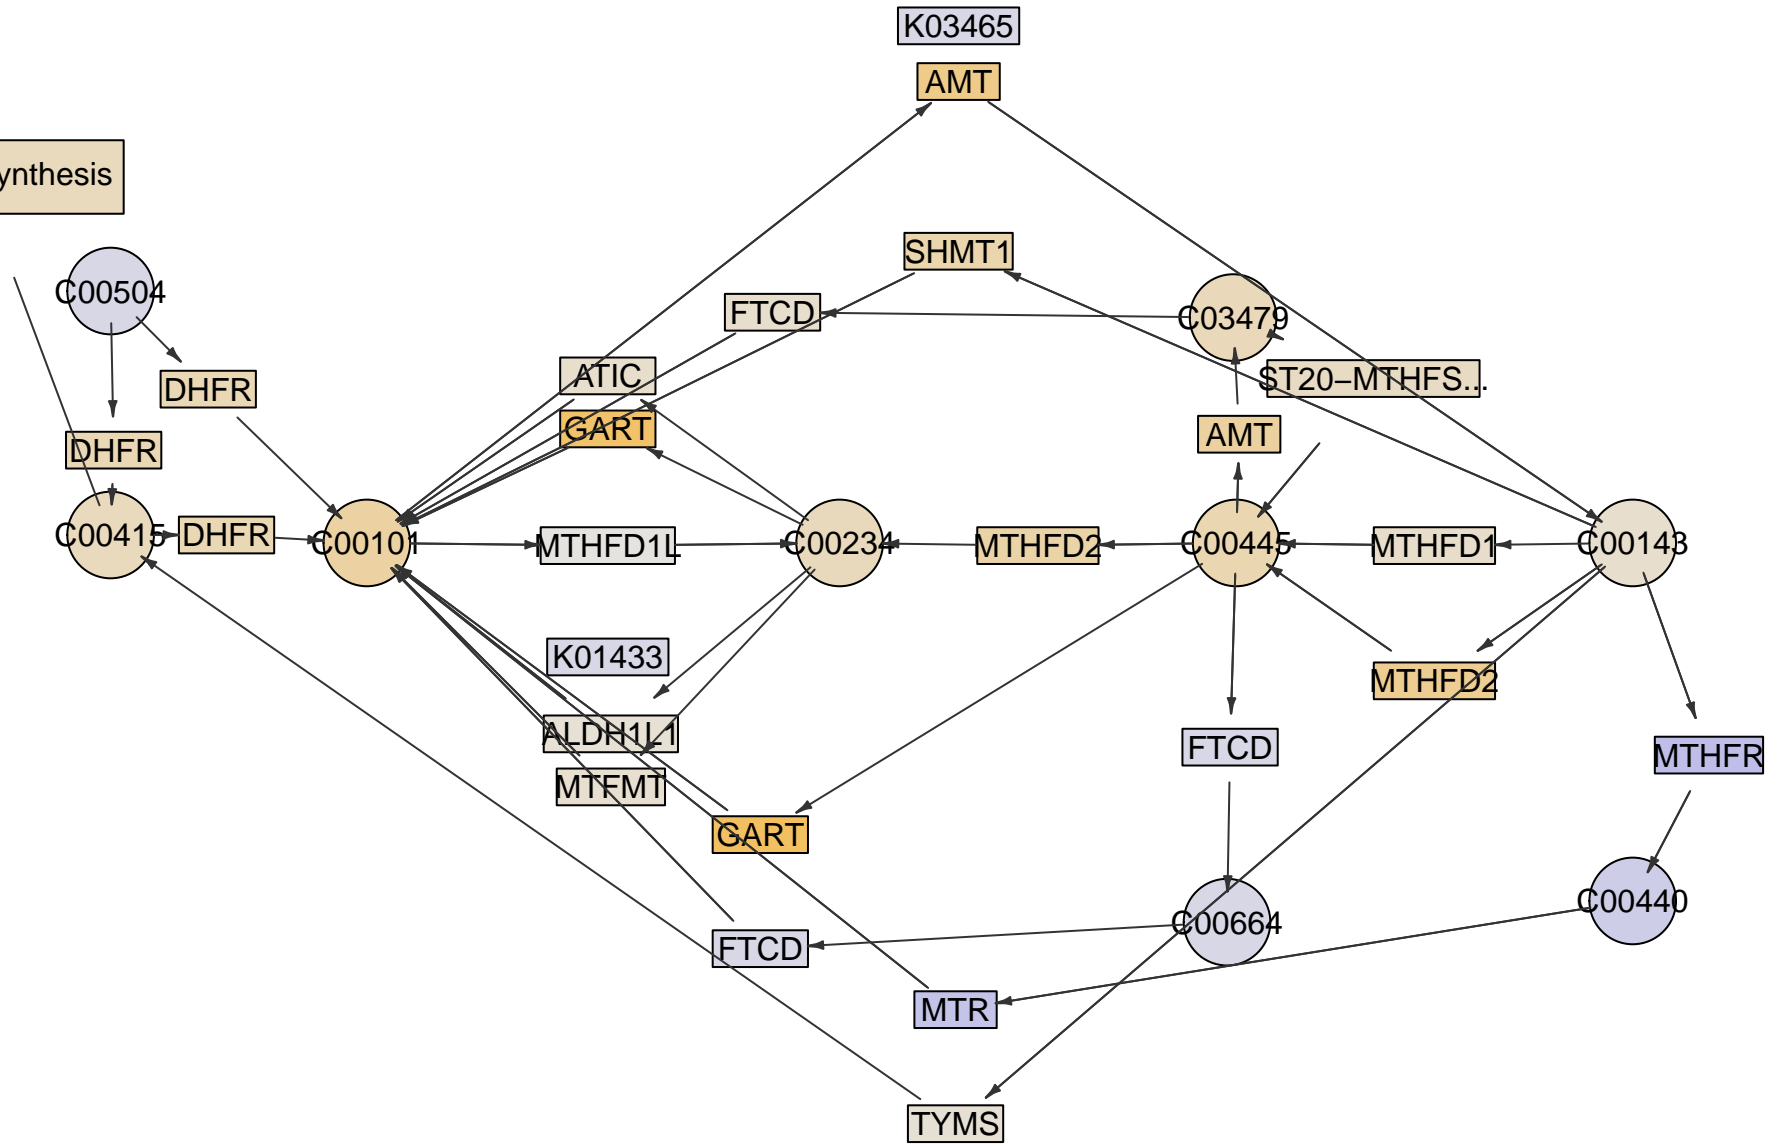 K03465
AMT
ynthesis
SHMT1
C00504
FTCD
C03479
ATIC
ST20−MTHFS...
DHFR
GART
AMT
DHFR
C00415
DHFR
C00101
MTHFD1L
C00234
MTHFD2
C00445
MTHFD1
C00143
K01433
MTHFD2
ALDH1L1
FTCD
MTHFR
MTFMT
GART
C00440
C00664
FTCD
MTR
TYMS